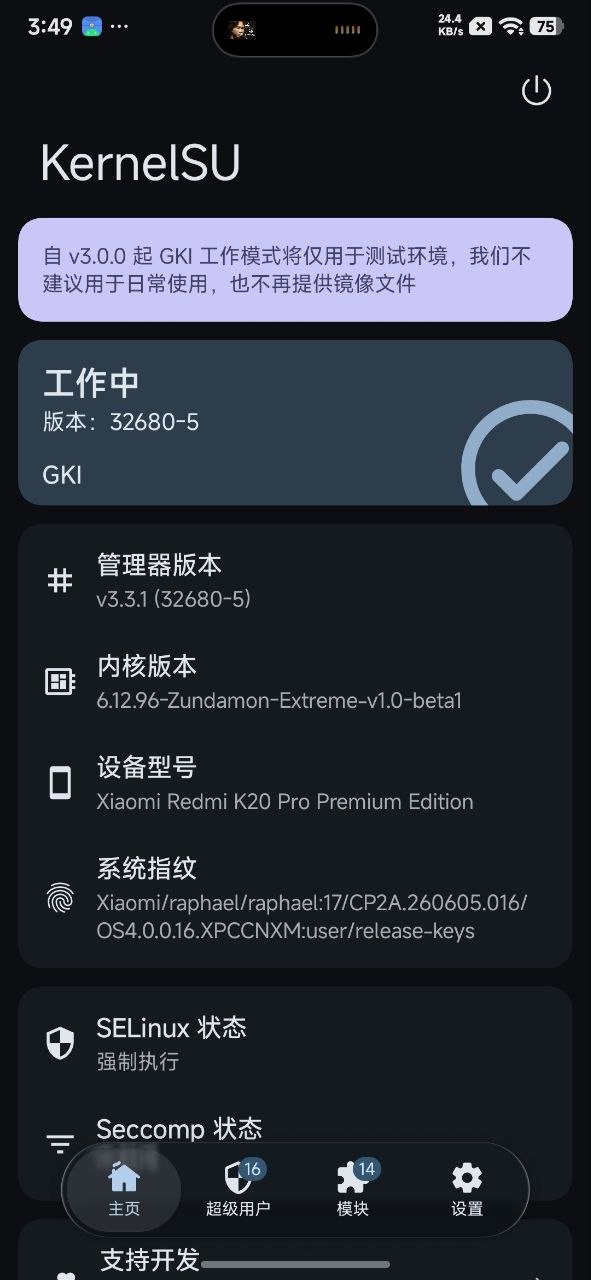 3:49 ...
24.4
KB/s
75
KernelSU
自 v3.0.0 起 GKI 工作模式将仅用于测试环境，我们不
建议用于日常使用，也不再提供镜像文件
工作中
版本：32680-5
GKI
管理器版本
v3.3.1 (32680-5)
内核版本
6.12.96-Zundamon-Extreme-v1.0-beta1
设备型号
Xiaomi Redmi K20 Pro Premium Edition
系统指纹
Xiaomi/raphael/raphael:17/CP2A.260605.016/
OS4.0.0.16.XPCCNXM:user/release-keys
SELinux 状态
强制执行
Seccomp 状态
16
14
主页
超级用户
模块
设置
支持开发